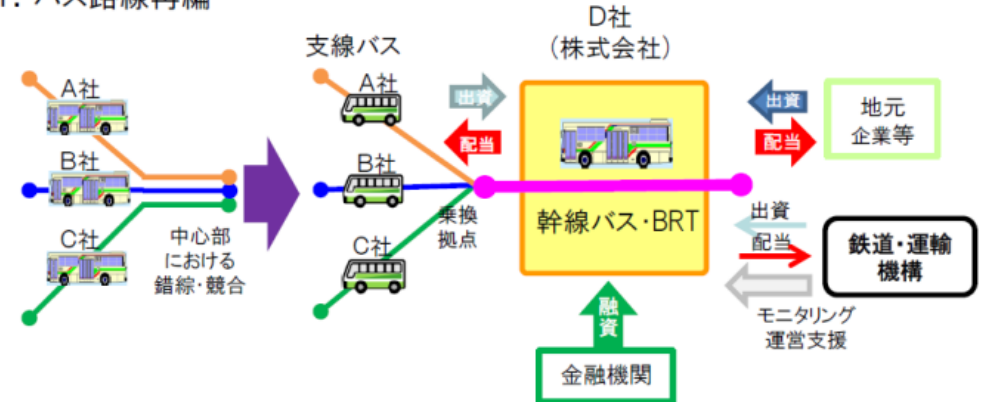 バス路線再編
D社
（株式会社）
支線バス
A社
B社
C社
中心部
における
錯綜・競合
A社
B社
C社
乗換
拠点
出資
配当
幹線バス・BRT
出資
配当
地元
企業等
出資
配当
鉄道・運輸
機構
モニタリング
運営支援
融
資
金融機関